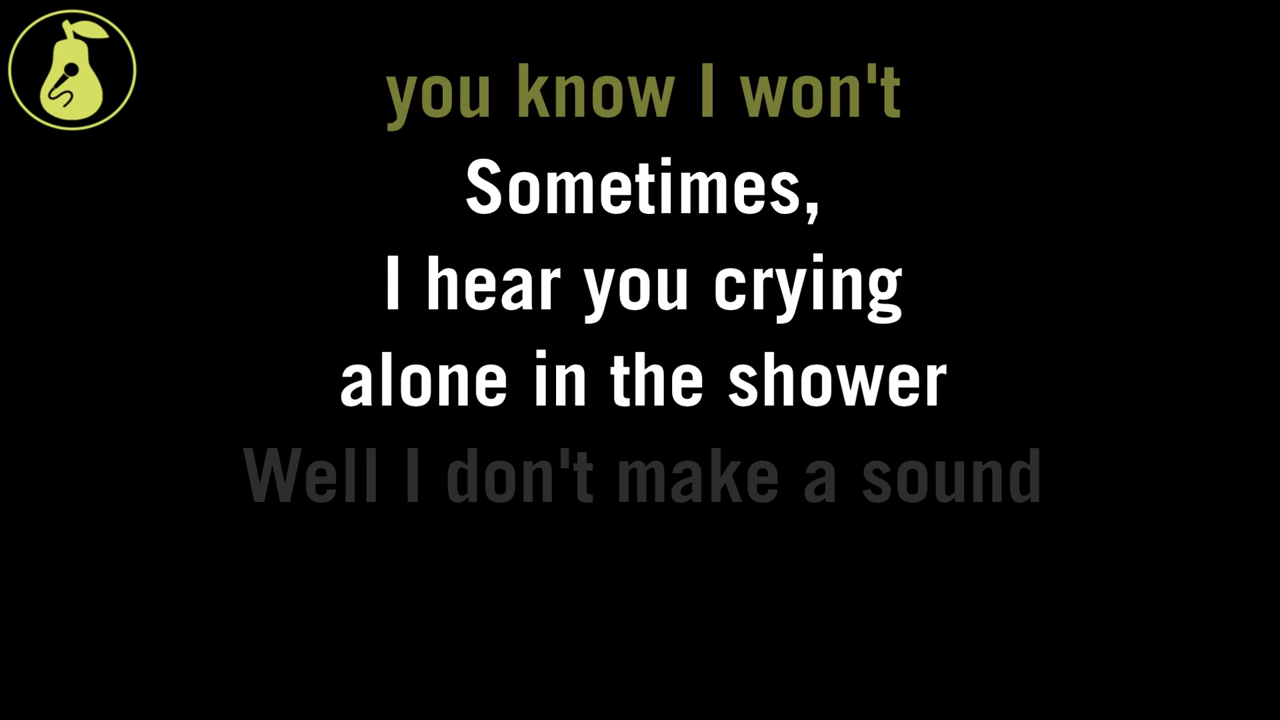 you know I won't
Sometimes,
I hear you crying
alone in the shower
Well I don't make a sound